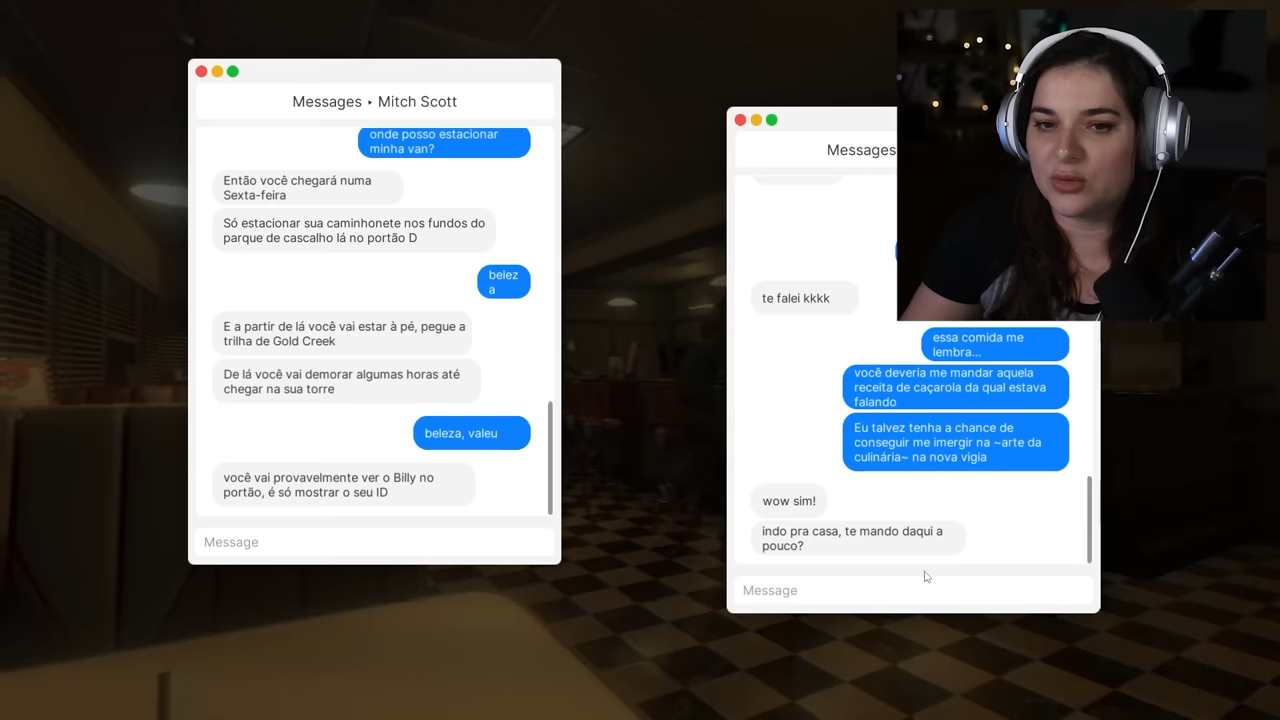 Messages ‣ Mitch Scott
onde posso estacionar
minha van?
Então você chegará numa
Sexta-feira
Só estacionar sua caminhonete nos fundos do
parque de cascalho lá no portão D
belez
a
E a partir de lá você vai estar à pé, pegue a
trilha de Gold Creek
De lá você vai demorar algumas horas até
chegar na sua torre
beleza, valeu
você vai provavelmente ver o Billy no
portão, é só mostrar o seu ID
Message
Messages
te falei kkkk
essa comida me
lembra...
você deveria me mandar aquela
receita de caçarola da qual estava
falando
Eu talvez tenha a chance de
conseguir me imergir na ~arte da
culinária~ na nova vigia
wow sim!
indo pra casa, te mando daqui a
pouco?
Message